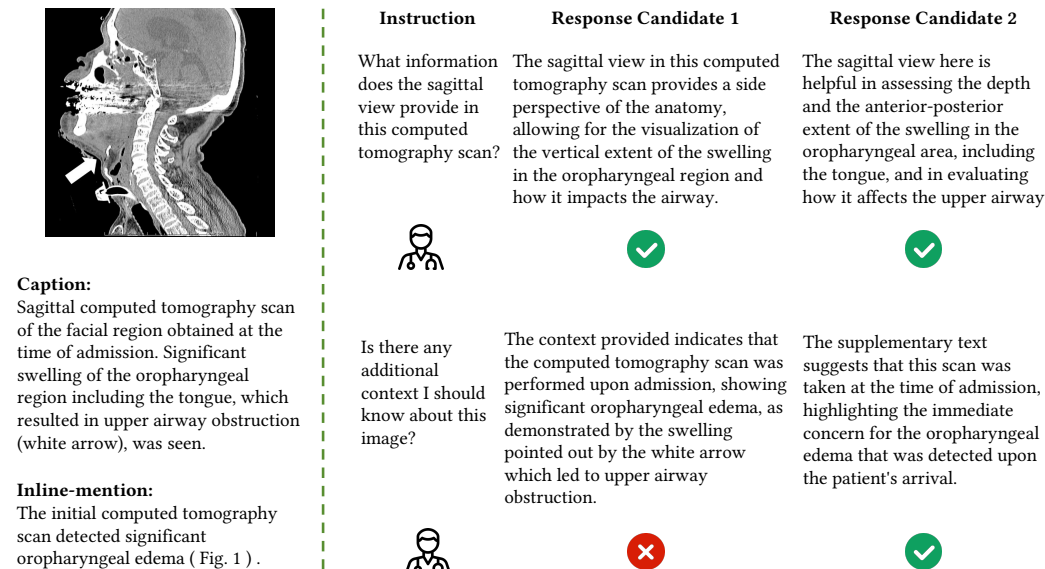 Instruction
Response Candidate 1
Response Candidate 2
What information
does the sagittal
view provide in
this computed
tomography scan?
The sagittal view in this computed
tomography scan provides a side
perspective of the anatomy,
allowing for the visualization of
the vertical extent of the swelling
in the oropharyngeal region and
how it impacts the airway.
The sagittal view here is
helpful in assessing the depth
and the anterior-posterior
extent of the swelling in the
oropharyngeal area, including
the tongue, and in evaluating
how it affects the upper airway
Caption:
Sagittal computed tomography scan
of the facial region obtained at the
time of admission. Significant
swelling of the oropharyngeal
region including the tongue, which
resulted in upper airway obstruction
(white arrow), was seen.
Inline-mention:
The initial computed tomography
scan detected significant
oropharyngeal edema ( Fig. 1 ) .
Is there any
additional
context I should
know about this
image?
The context provided indicates that
the computed tomography scan was
performed upon admission, showing
significant oropharyngeal edema, as
demonstrated by the swelling
pointed out by the white arrow
which led to upper airway
obstruction.
The supplementary text
suggests that this scan was
taken at the time of admission,
highlighting the immediate
concern for the oropharyngeal
edema that was detected upon
the patient's arrival.